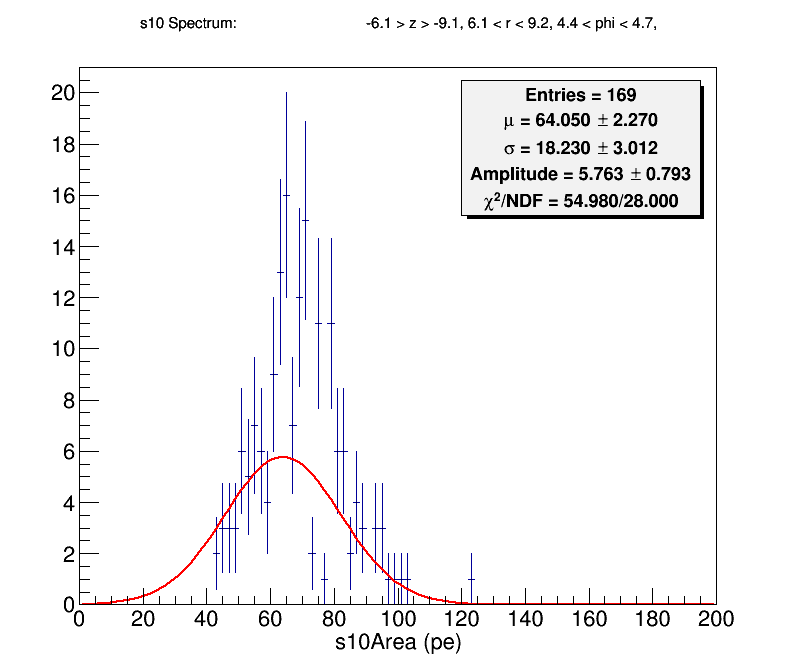 s10 Spectrum: -6.1 > z > -9.1, 6.1 < r < 9.2, 4.4 < phi < 4.7,
Entries = 169
μ = 64.050 ± 2.270
σ = 18.230 ± 3.012
Amplitude = 5.763 ± 0.793
χ²/NDF = 54.980/28.000
20
18
16
14
12
10
8
6
4
2
0
0 20 40 60 80 100 120 140 160 180 200
s10Area (pe)